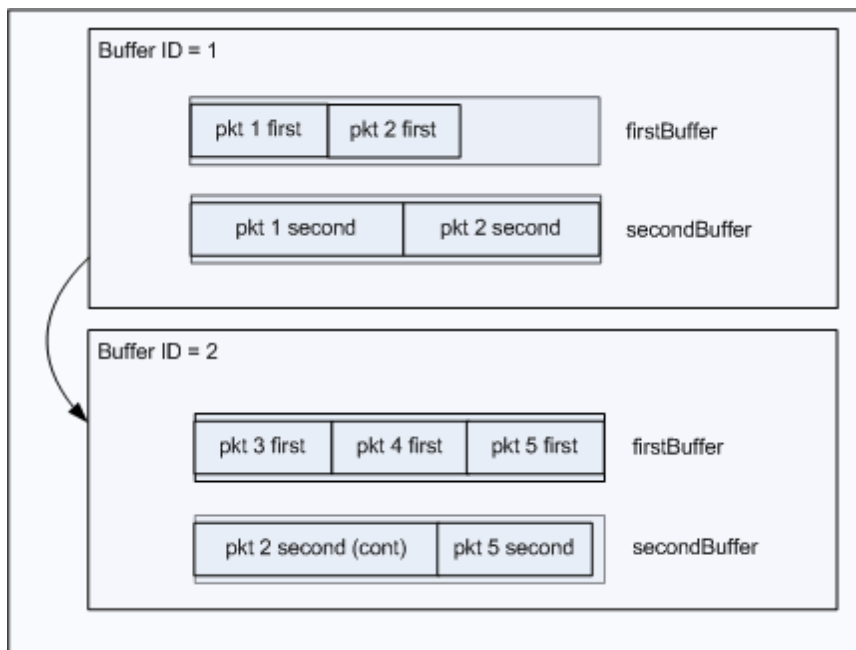 Buffer ID = 1
pkt 1 first pkt 2 first firstBuffer
pkt 1 second pkt 2 second secondBuffer
Buffer ID = 2
pkt 3 first pkt 4 first pkt 5 first firstBuffer
pkt 2 second (cont) pkt 5 second secondBuffer